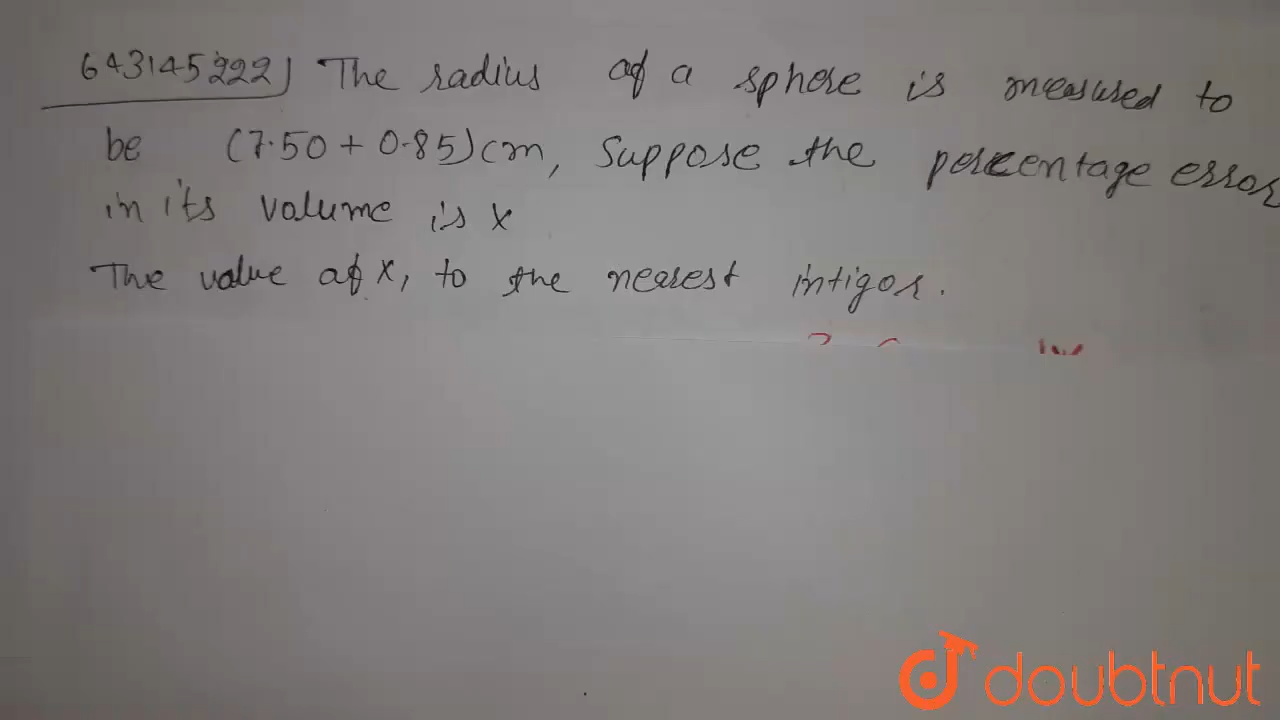 643145222) The radius of a sphere is measured to
be (7.50 + 0.85) cm, Suppose the percentage error
in its volume is x
The value of x, to the nearest intigor.
doubtnut